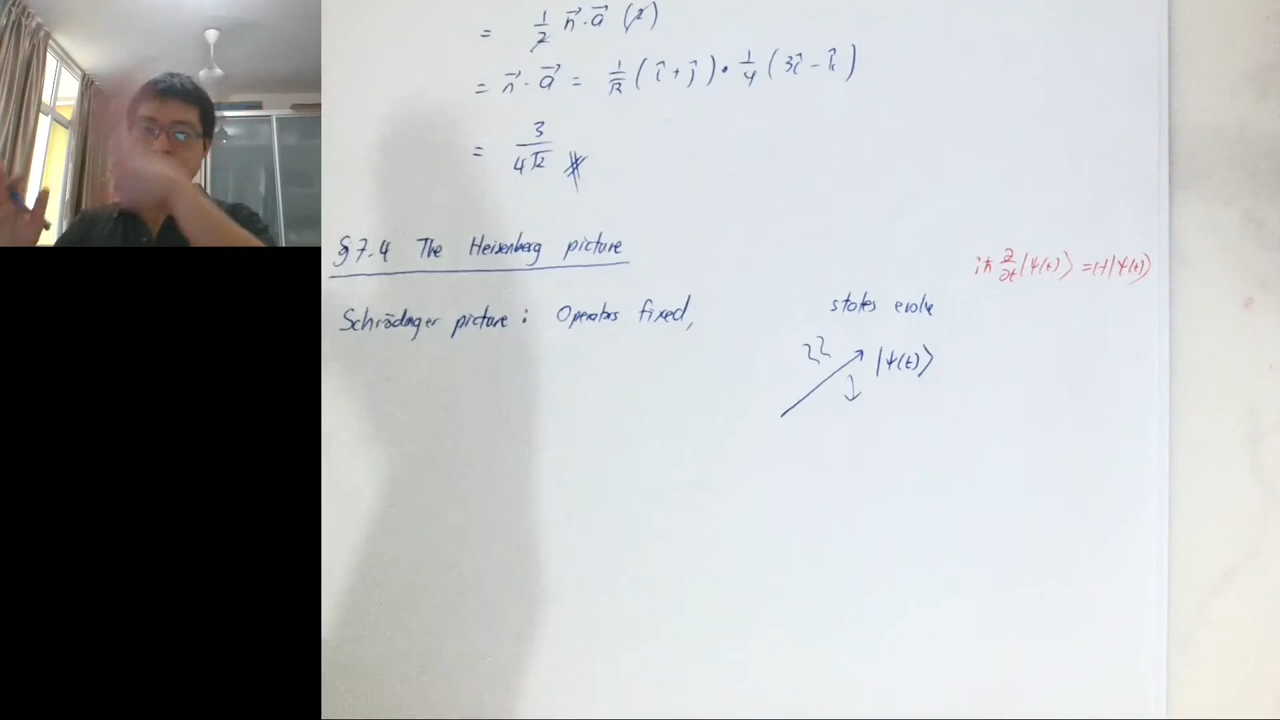 = 1/2 n⃗·a⃗ (2)
= n⃗·a⃗ = 1/√2 (î+ĵ)·1/4 (3î−k̂)
= 3/4√2
§7.4 The Heisenberg picture
iħ ∂/∂t |Ψ(t)⟩ = H|Ψ(t)⟩
Schrödinger picture: Operators fixed, states evolve
|Ψ(t)⟩